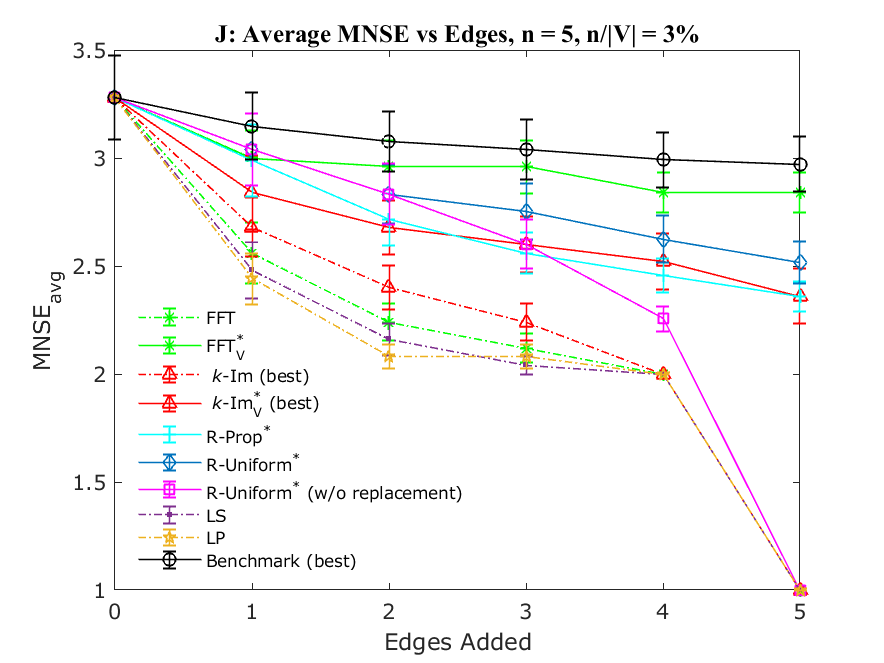 J: Average MNSE vs Edges, n = 5, n/|V| = 3%
3.5
3
2.5
2
1.5
1
MNSE_avg
FFT
FFT*_V
k-Im (best)
k-Im*_V (best)
R-Prop*
R-Uniform*
R-Uniform* (w/o replacement)
LS
LP
Benchmark (best)
0 1 2 3 4 5
Edges Added